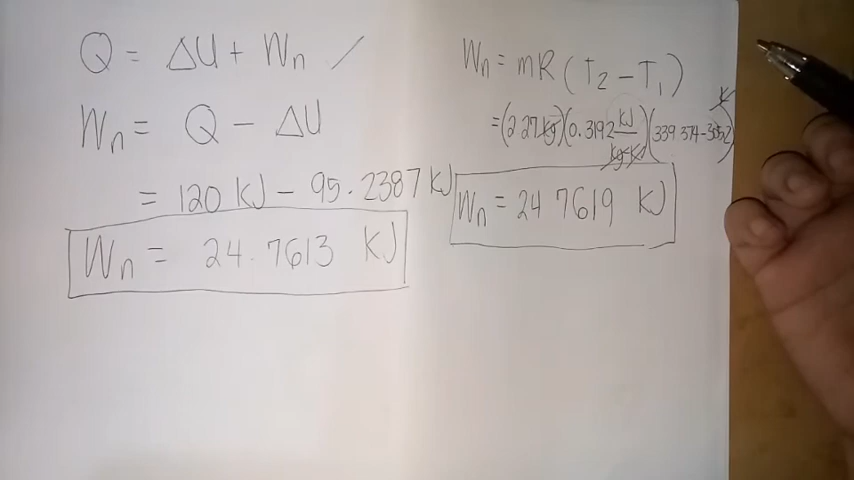 Q = ΔU + Wn /
Wn = Q - ΔU
= 120 KJ - 95.2387 KJ
Wn = 24.7613 KJ
Wn = mR (T2 - T1)
= (2.27 kg)(0.3192 KJ/kg-K)(339.374 - 305.2) K
Wn = 24 7619 KJ